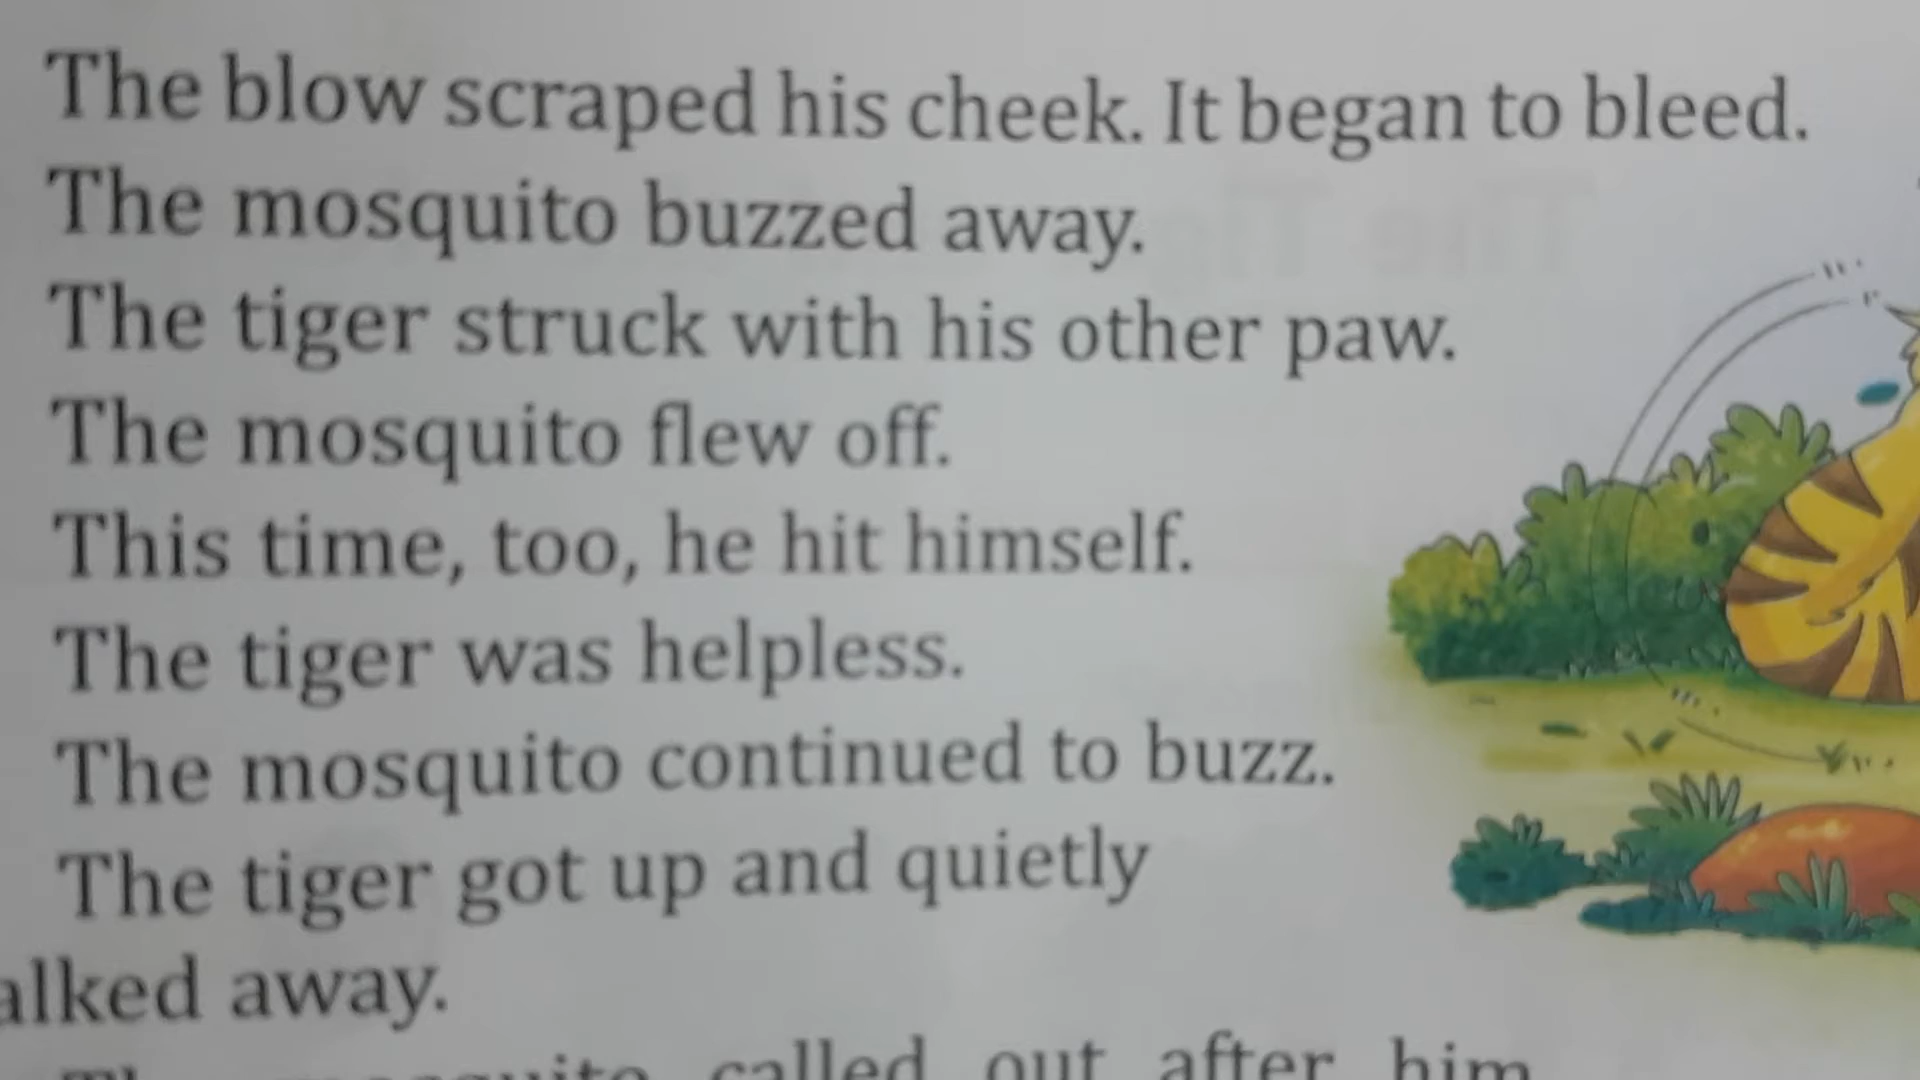 The blow scraped his cheek. It began to bleed.
The mosquito buzzed away.
The tiger struck with his other paw.
The mosquito flew off.
This time, too, he hit himself.
The tiger was helpless.
The mosquito continued to buzz.
The tiger got up and quietly
alked away.
mosquito called out after him